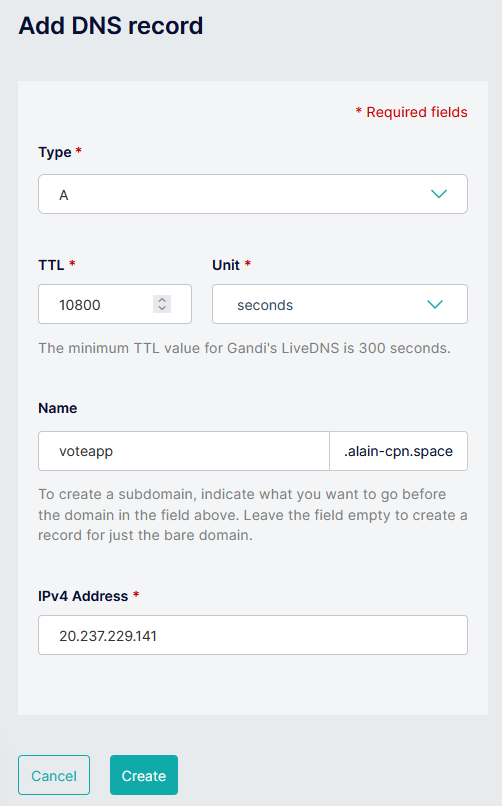 Add DNS record
* Required fields
Type *
A
TTL * Unit *
10800 seconds
The minimum TTL value for Gandi's LiveDNS is 300 seconds.
Name
voteapp .alain-cpn.space
To create a subdomain, indicate what you want to go before
the domain in the field above. Leave the field empty to create a
record for just the bare domain.
IPv4 Address *
20.237.229.141
Cancel Create